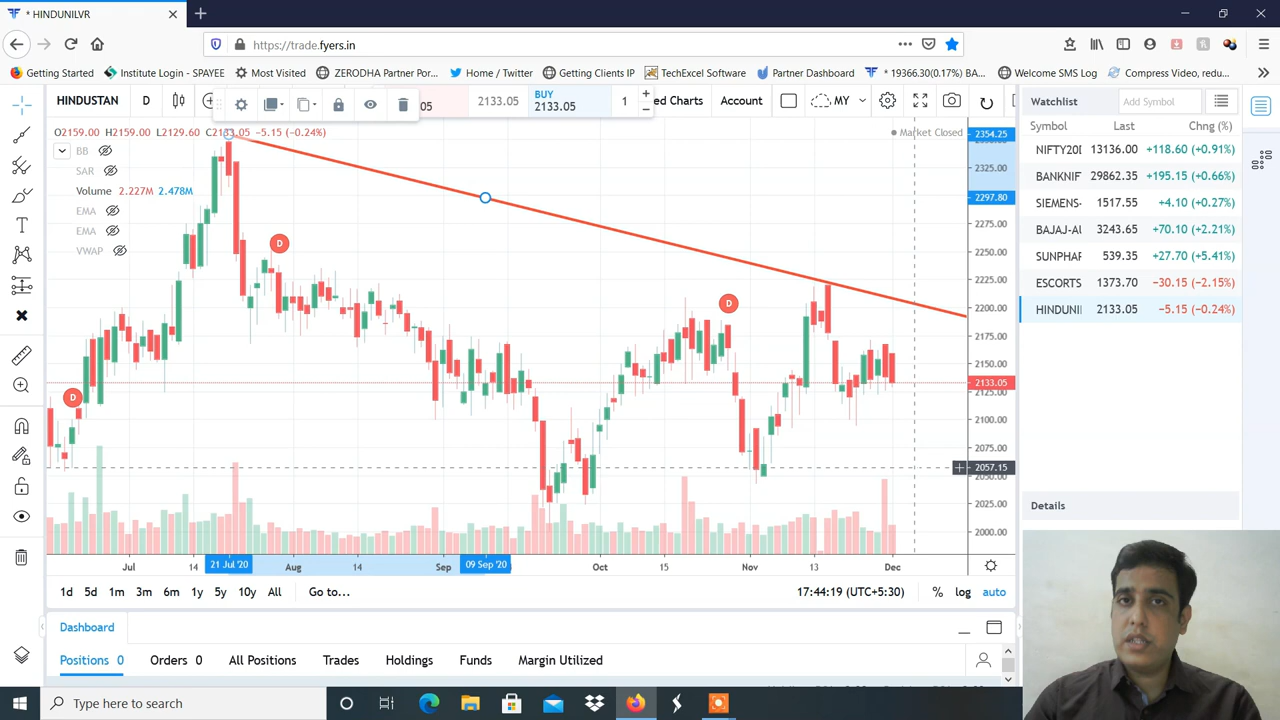 * HINDUNILVR
https://trade.fyers.in
Getting Started
Institute Login - SPAYEE
Most Visited
ZERODHA Partner Por...
Home / Twitter
Getting Clients IP
TechExcel Software
Partner Dashboard
* 19366.30(0.17%) BA...
Welcome SMS Log
Compress Video, redu...
HINDUSTAN
D
05
2133.05
BUY
2133.05
1
ed Charts
Account
MY
Watchlist
Add Symbol
O2159.00 H2159.00 L2129.60 C2133.05 -5.15 (-0.24%)
Market Closed
BB
SAR
Volume 2.227M 2.478M
EMA
EMA
VWAP
D
D
D
2354.25
2325.00
2297.80
2275.00
2250.00
2225.00
2200.00
2175.00
2150.00
2133.05
2125.00
2100.00
2075.00
2057.15
2050.00
2025.00
2000.00
Symbol Last Chng (%)
NIFTY20D 13136.00 +118.60 (+0.91%)
BANKNIF 29862.35 +195.15 (+0.66%)
SIEMENS- 1517.55 +4.10 (+0.27%)
BAJAJ-AU 3243.65 +70.10 (+2.21%)
SUNPHAR 539.35 +27.70 (+5.41%)
ESCORTS 1373.70 -30.15 (-2.15%)
HINDUNI 2133.05 -5.15 (-0.24%)
Details
Jul 14 21 Jul '20 Aug 14 Sep 09 Sep '20 Oct 15 Nov 13 Dec
1d 5d 1m 3m 6m 1y 5y 10y All Go to... 17:44:19 (UTC+5:30) % log auto
Dashboard
Positions 0 Orders 0 All Positions Trades Holdings Funds Margin Utilized
Type here to search